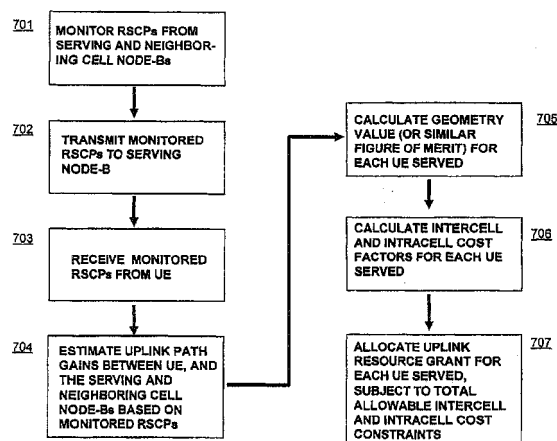 701
MONITOR RSCPs FROM
SERVING AND NEIGHBOR-
ING CELL NODE-Bs
702
TRANSMIT MONITORED
RSCPs TO SERVING
NODE-B
703
RECEIVE MONITORED
RSCPs FROM UE
704
ESTIMATE UPLINK PATH
GAINS BETWEEN UE, AND
THE SERVING AND
NEIGHBORING CELL
NODE-Bs BASED ON
MONITORED RSCPs
705
CALCULATE GEOMETRY
VALUE (OR SIMILAR
FIGURE OF MERIT) FOR
EACH UE SERVED
706
CALCULATE INTERCELL
AND INTRACELL COST
FACTORS FOR EACH UE
SERVED
707
ALLOCATE UPLINK
RESOURCE GRANT FOR
EACH UE SERVED,
SUBJECT TO TOTAL
ALLOWABLE INTERCELL
AND INTRACELL COST
CONSTRAINTS